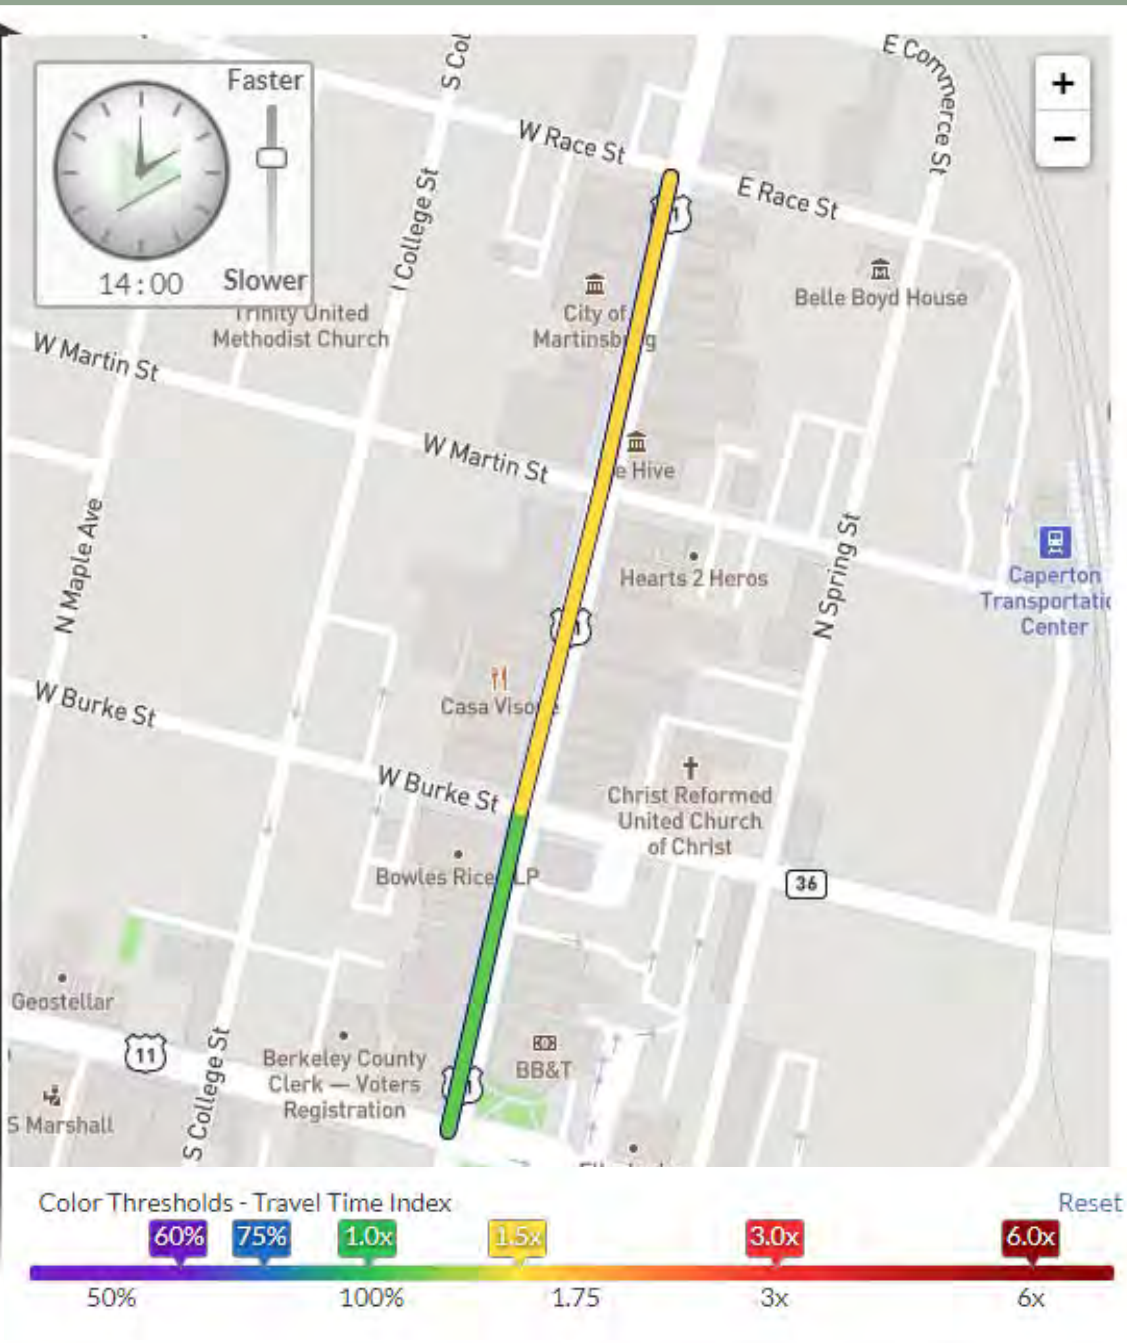 Faster
14:00
Slower
S Col
E Commerce St
+
−
W Race St
E Race St
l College St
City of
Martinsburg
Belle Boyd House
Trinity United
Methodist Church
W Martin St
W Martin St
e Hive
Hearts 2 Heros
N Spring St
Caperton
Transportatic
Center
N Maple Ave
Casa Viso
W Burke St
W Burke St
Christ Reformed
United Church
of Christ
36
Bowles Rice LP
Geostellar
11
S College St
Berkeley County
Clerk — Voters
Registration
BB&T
S Marshall
Color Thresholds - Travel Time Index
Reset
60% 75% 1.0x 1.5x 3.0x 6.0x
50% 100% 1.75 3x 6x